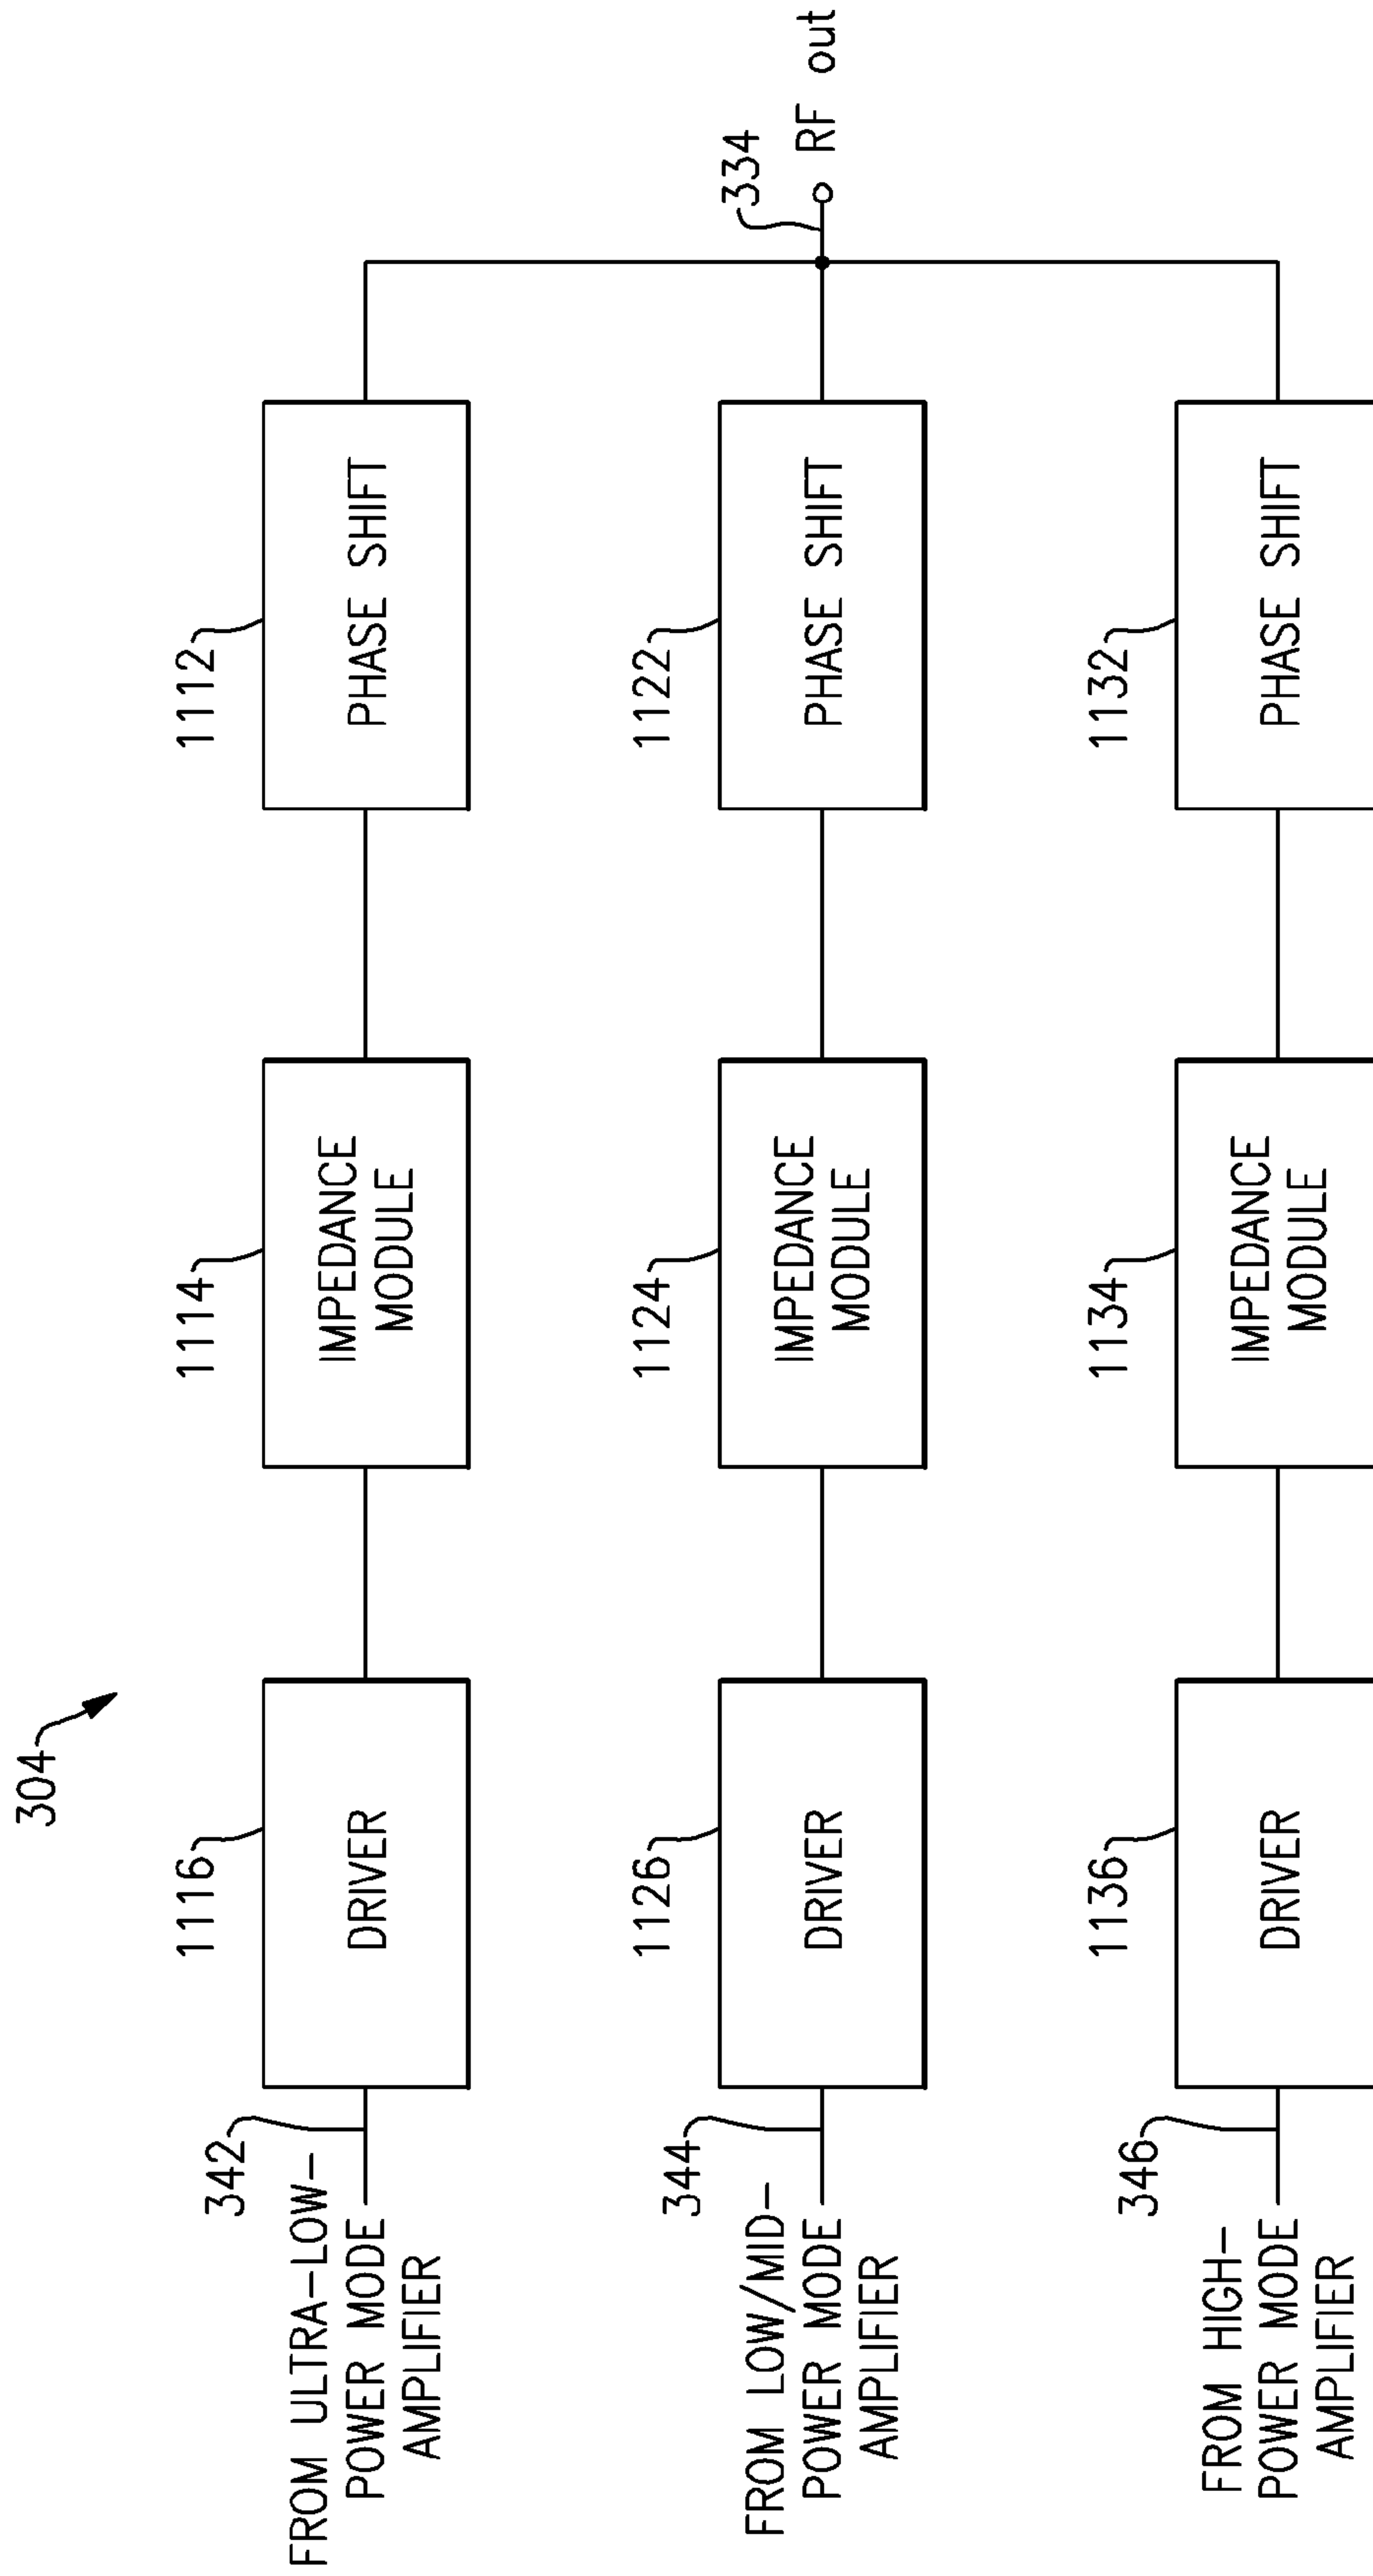 304
FROM ULTRA-LOW-
POWER MODE
AMPLIFIER
342
1116
DRIVER
1114
IMPEDANCE
MODULE
1112
PHASE SHIFT
FROM LOW/MID-
POWER MODE
AMPLIFIER
344
1126
DRIVER
1124
IMPEDANCE
MODULE
1122
PHASE SHIFT
334
RF out
FROM HIGH-
POWER MODE
AMPLIFIER
346
1136
DRIVER
1134
IMPEDANCE
MODULE
1132
PHASE SHIFT